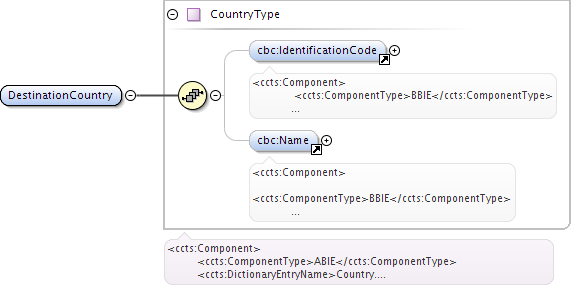 CountryType
cbc:IdentificationCode
<ccts:Component>
<ccts:ComponentType>BBIE</ccts:ComponentType>
...
DestinationCountry
cbc:Name
<ccts:Component>
<ccts:ComponentType>BBIE</ccts:ComponentType>
...
<ccts:Component>
<ccts:ComponentType>ABIE</ccts:ComponentType>
<ccts:DictionaryEntryName>Country....